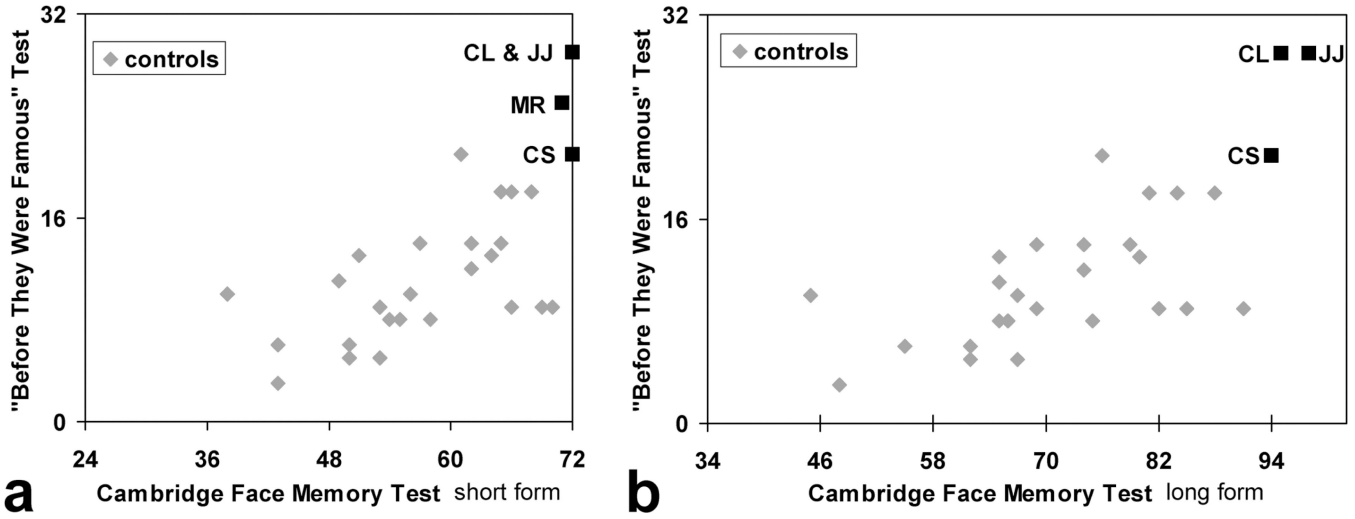 32
controls
CL & JJ
MR
CS
16
0
24 36 48 60 72
"Before They Were Famous" Test
Cambridge Face Memory Test short form
a
32
controls
CL JJ
CS
16
0
34 46 58 70 82 94
"Before They Were Famous" Test
Cambridge Face Memory Test long form
b